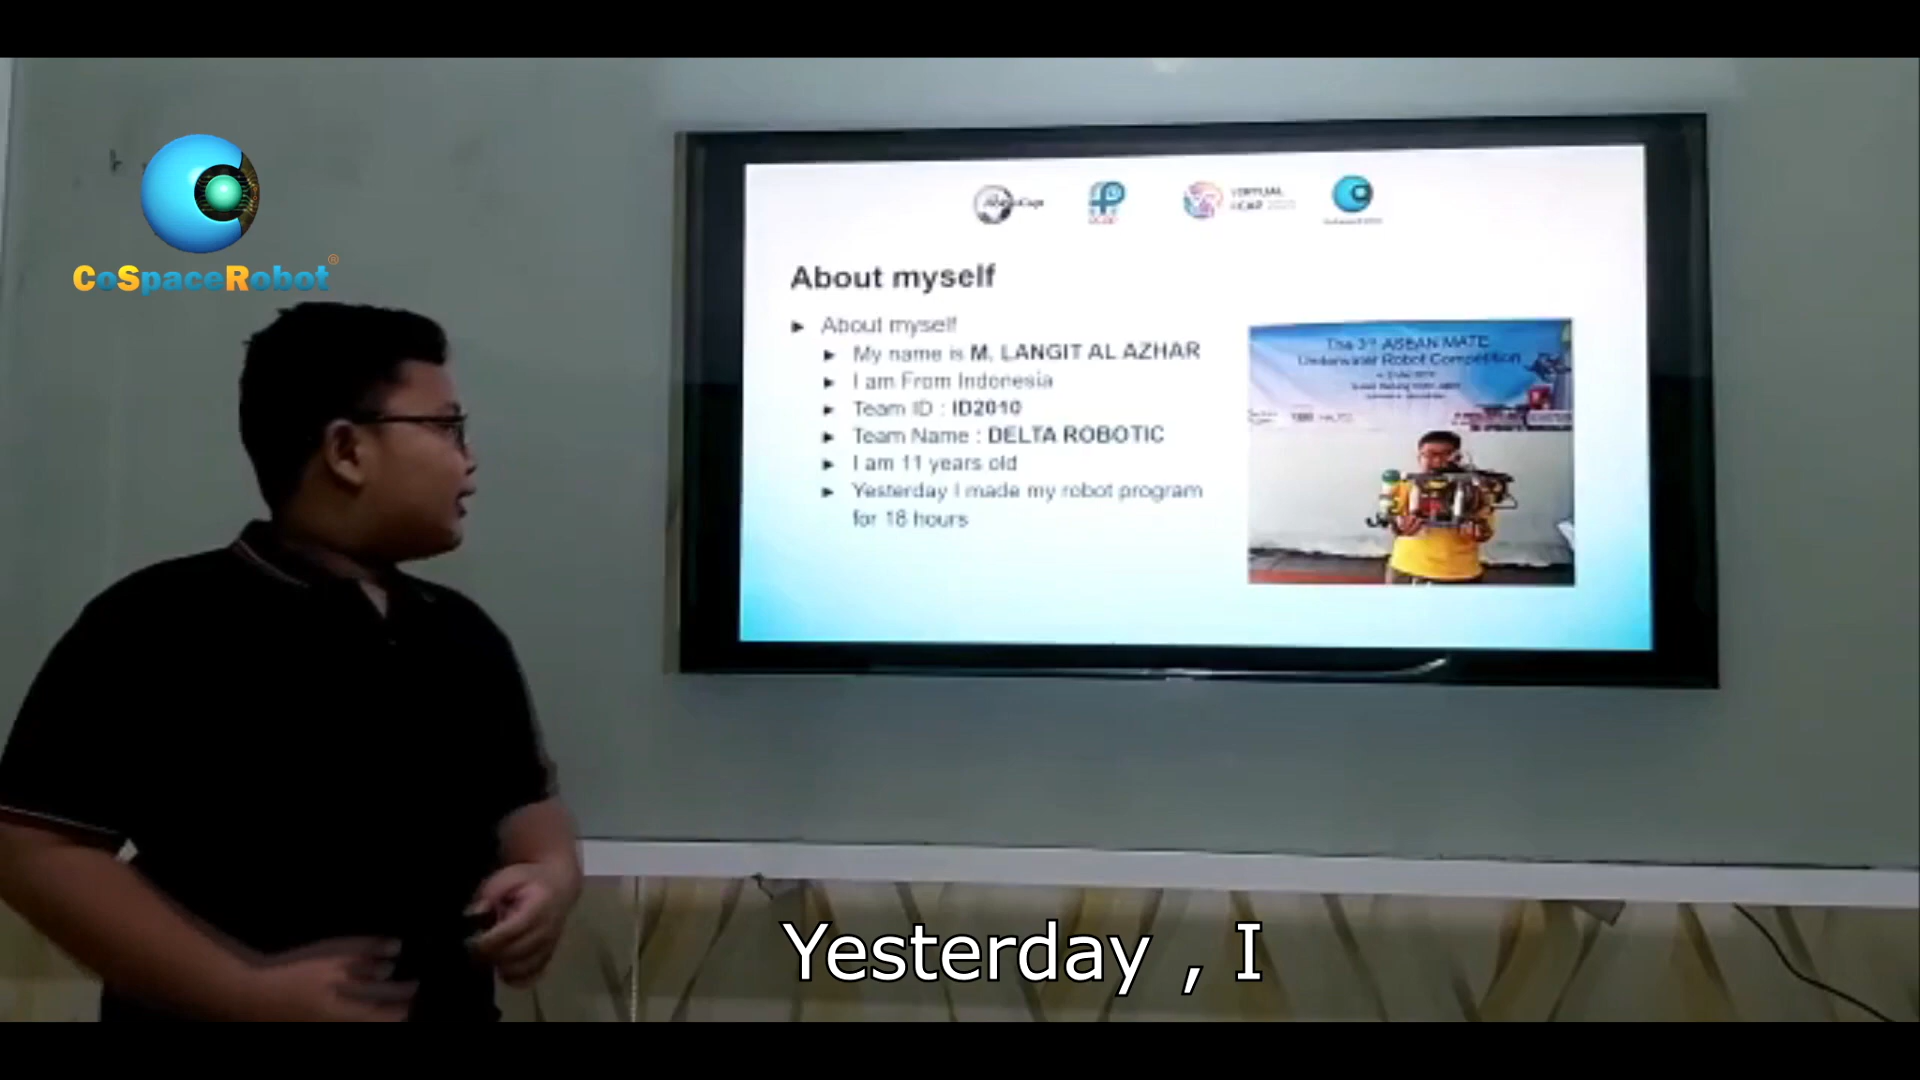 CoSpaceRobot®
About myself
► About myself
► My name is M. LANGIT AL AZHAR
► I am From Indonesia
► Team ID : ID2010
► Team Name : DELTA ROBOTIC
► I am 11 years old
► Yesterday I made my robot program
for 18 hours
The 3rd ASEAN MATE
Underwater Robot Competition
Yesterday , I